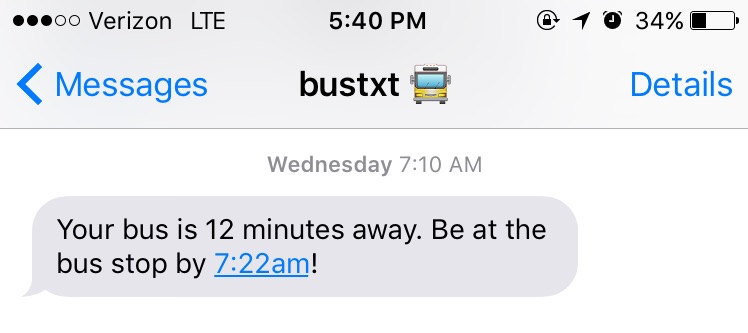 Verizon LTE 5:40 PM 34%
Messages bustxt Details
Wednesday 7:10 AM
Your bus is 12 minutes away. Be at the
bus stop by 7:22am!